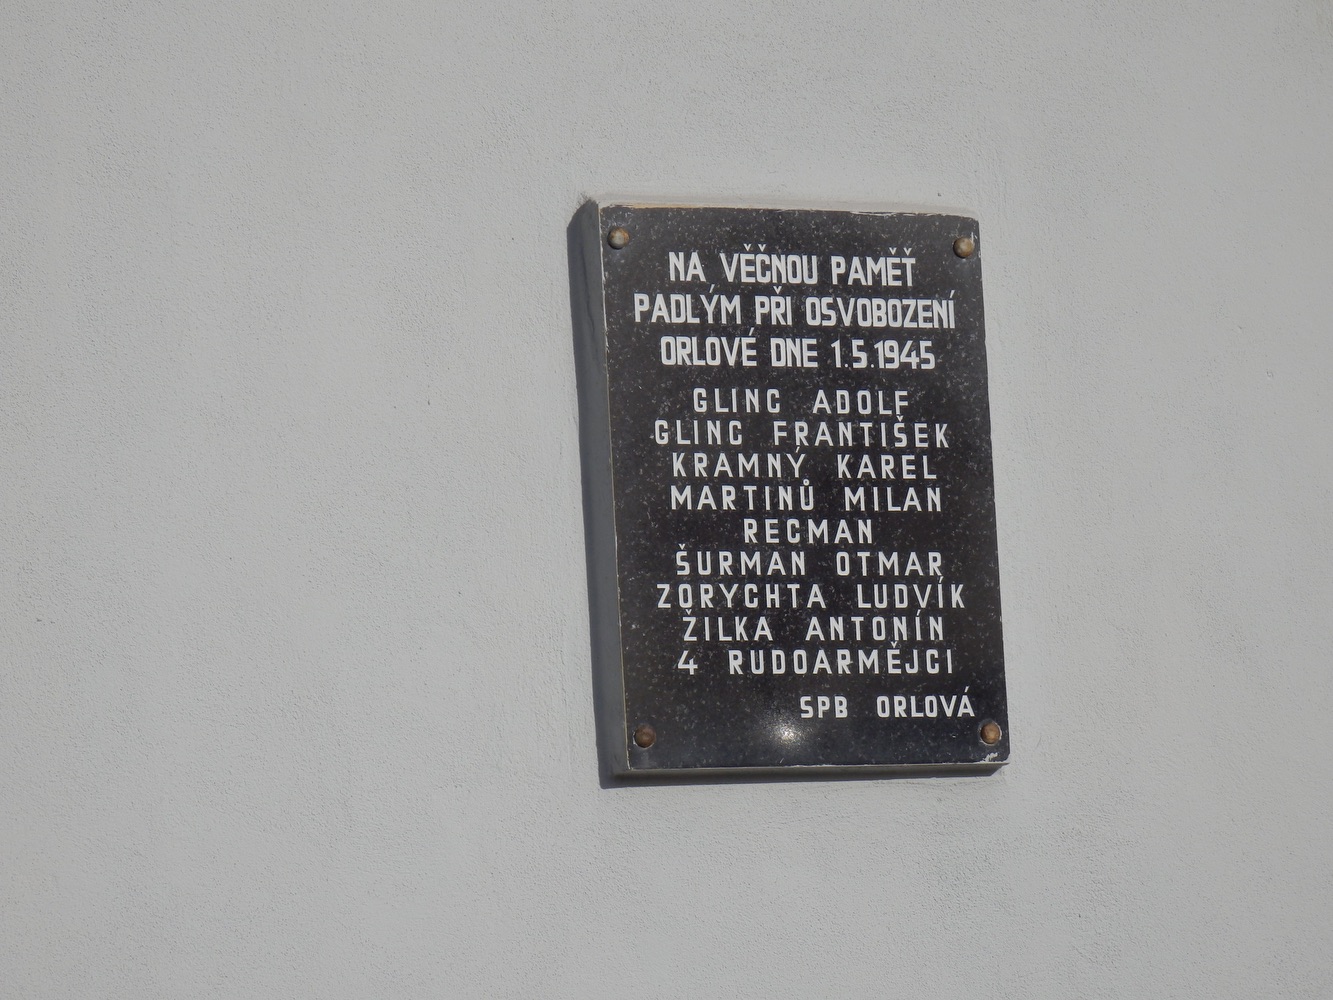 NA VĚČNOU PAMĚŤ
PADLÝM PŘI OSVOBOZENÍ
ORLOVÉ DNE 1.5.1945
GLINC ADOLF
GLINC FRANTIŠEK
KRAMNÝ KAREL
MARTINŮ MILAN
RECMAN
ŠURMAN OTMAR
ZORYCHTA LUDVÍK
ŽILKA ANTONÍN
4 RUDOARMĚJCI
SPB ORLOVÁ